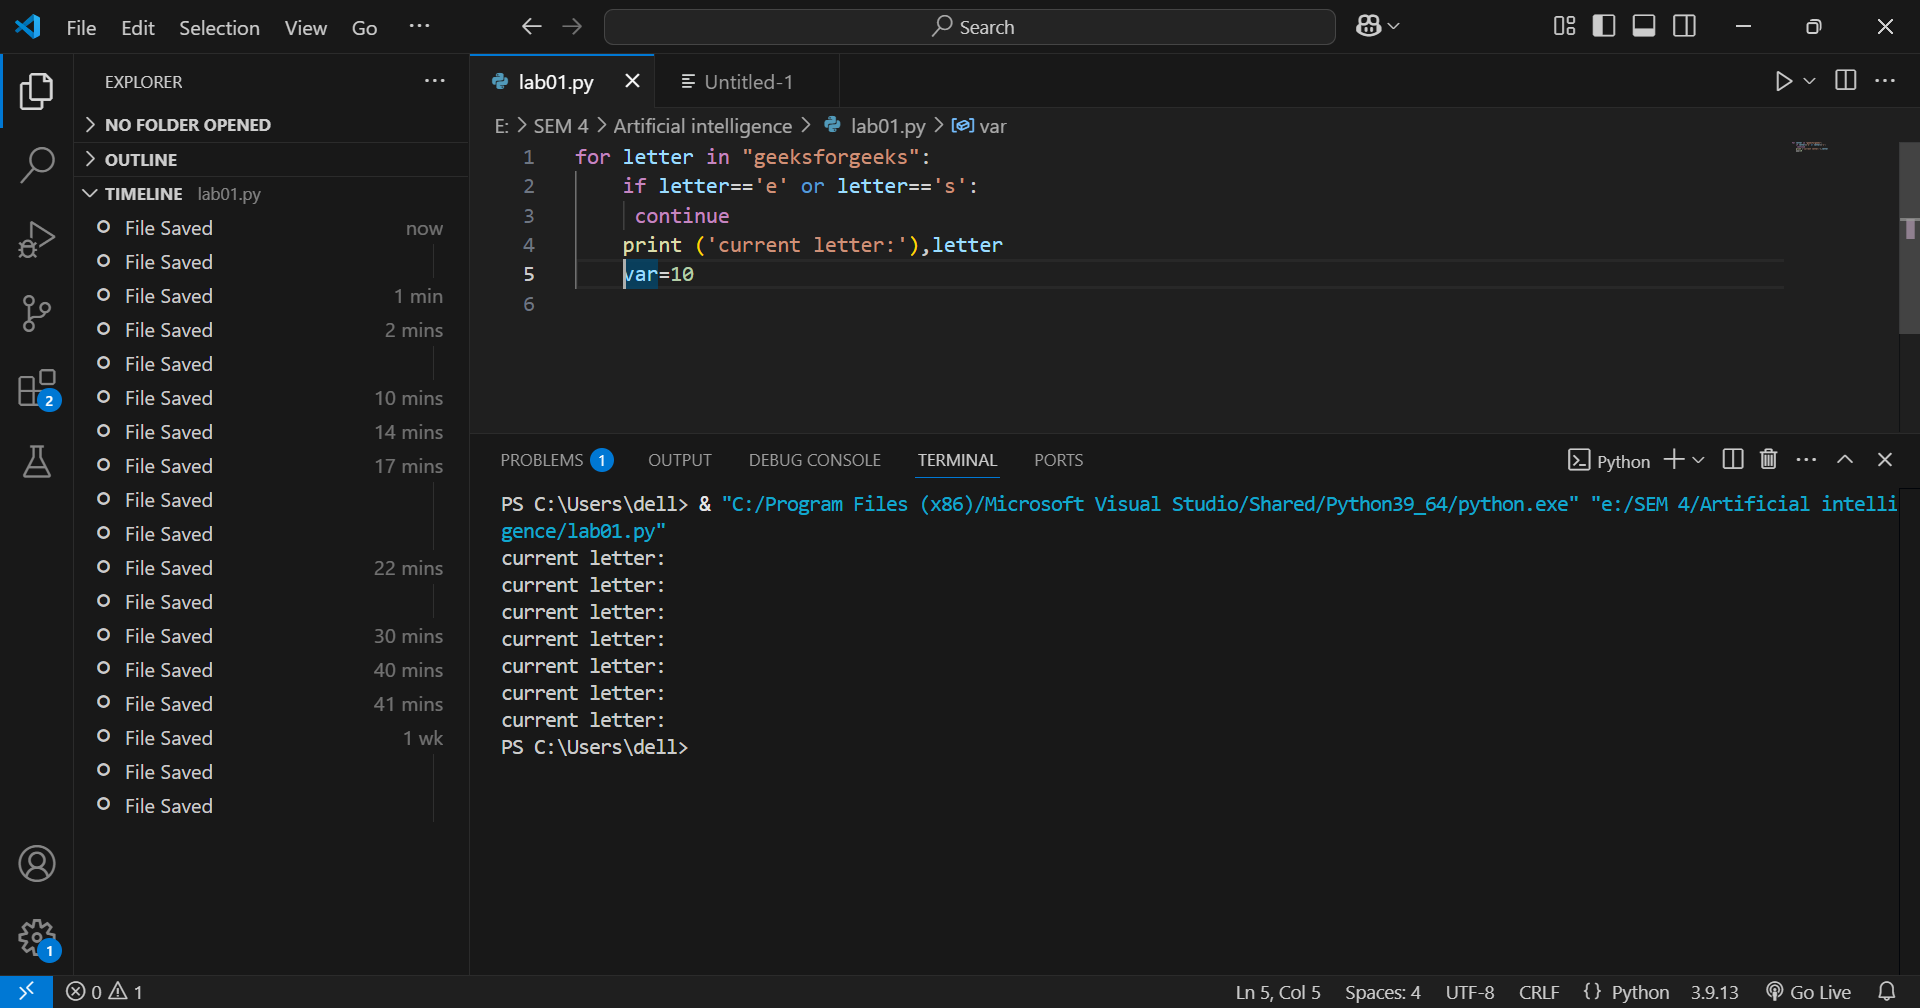 File Edit Selection View Go ··· Search
EXPLORER ···
NO FOLDER OPENED
OUTLINE
TIMELINE lab01.py
File Saved now
File Saved
File Saved 1 min
File Saved 2 mins
File Saved
File Saved 10 mins
File Saved 14 mins
File Saved 17 mins
File Saved
File Saved
File Saved 22 mins
File Saved
File Saved 30 mins
File Saved 40 mins
File Saved 41 mins
File Saved 1 wk
File Saved
File Saved
2
1
lab01.py Untitled-1
E: > SEM 4 > Artificial intelligence > lab01.py > var
1 for letter in "geeksforgeeks":
2 if letter=='e' or letter=='s':
3 continue
4 print ('current letter:'),letter
5 var=10
6
PROBLEMS 1 OUTPUT DEBUG CONSOLE TERMINAL PORTS Python
PS C:\Users\dell> & "C:/Program Files (x86)/Microsoft Visual Studio/Shared/Python39_64/python.exe" "e:/SEM 4/Artificial intelli
gence/lab01.py"
current letter:
current letter:
current letter:
current letter:
current letter:
current letter:
current letter:
PS C:\Users\dell>
0 1 Ln 5, Col 5 Spaces: 4 UTF-8 CRLF {} Python 3.9.13 Go Live